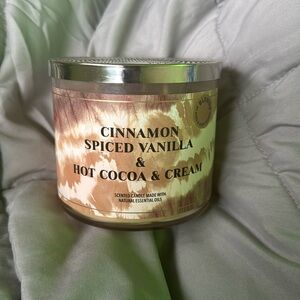 CINNAMON
SPICED VANILLA
&
HOT COCOA & CREAM
SCENTED CANDLE MADE WITH
NATURAL ESSENTIAL OILS